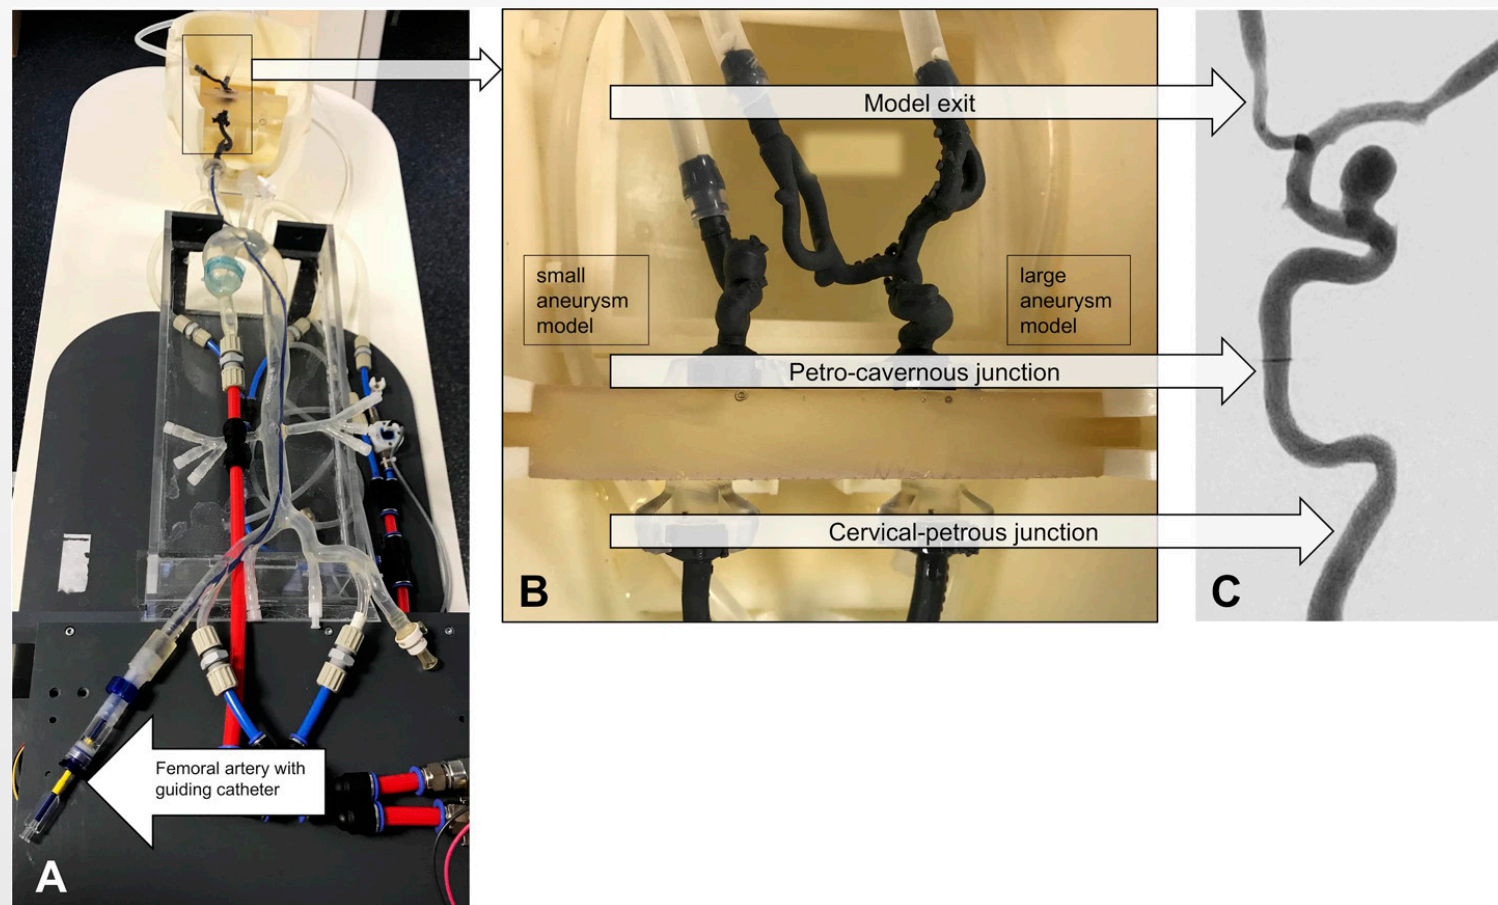 Model exit
small
aneurysm
model
large
aneurysm
model
Petro-cavernous junction
Cervical-petrous junction
Femoral artery with
guiding catheter
A
B
C